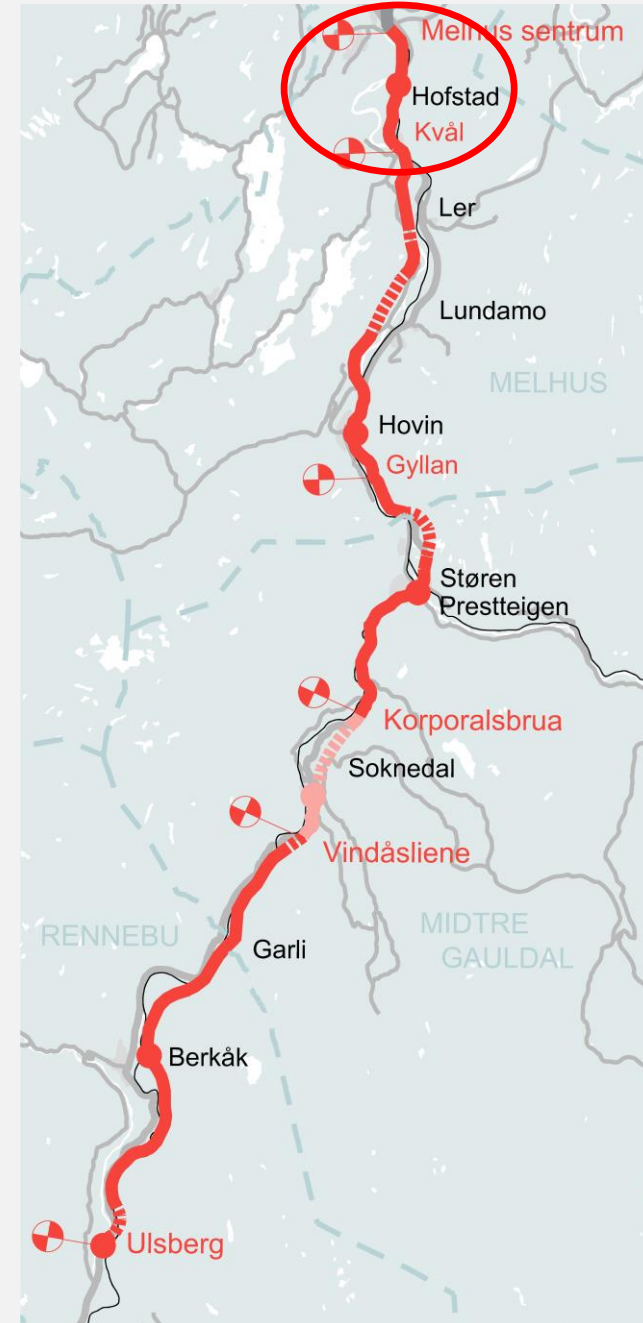 Melhus sentrum
Hofstad
Kvål
Ler
Lundamo
MELHUS
Hovin
Gyllan
Støren
Prestteigen
Korporalsbrua
Soknedal
Vindåsliene
RENNEBU
MIDTRE
GAULDAL
Garli
Berkåk
Ulsberg